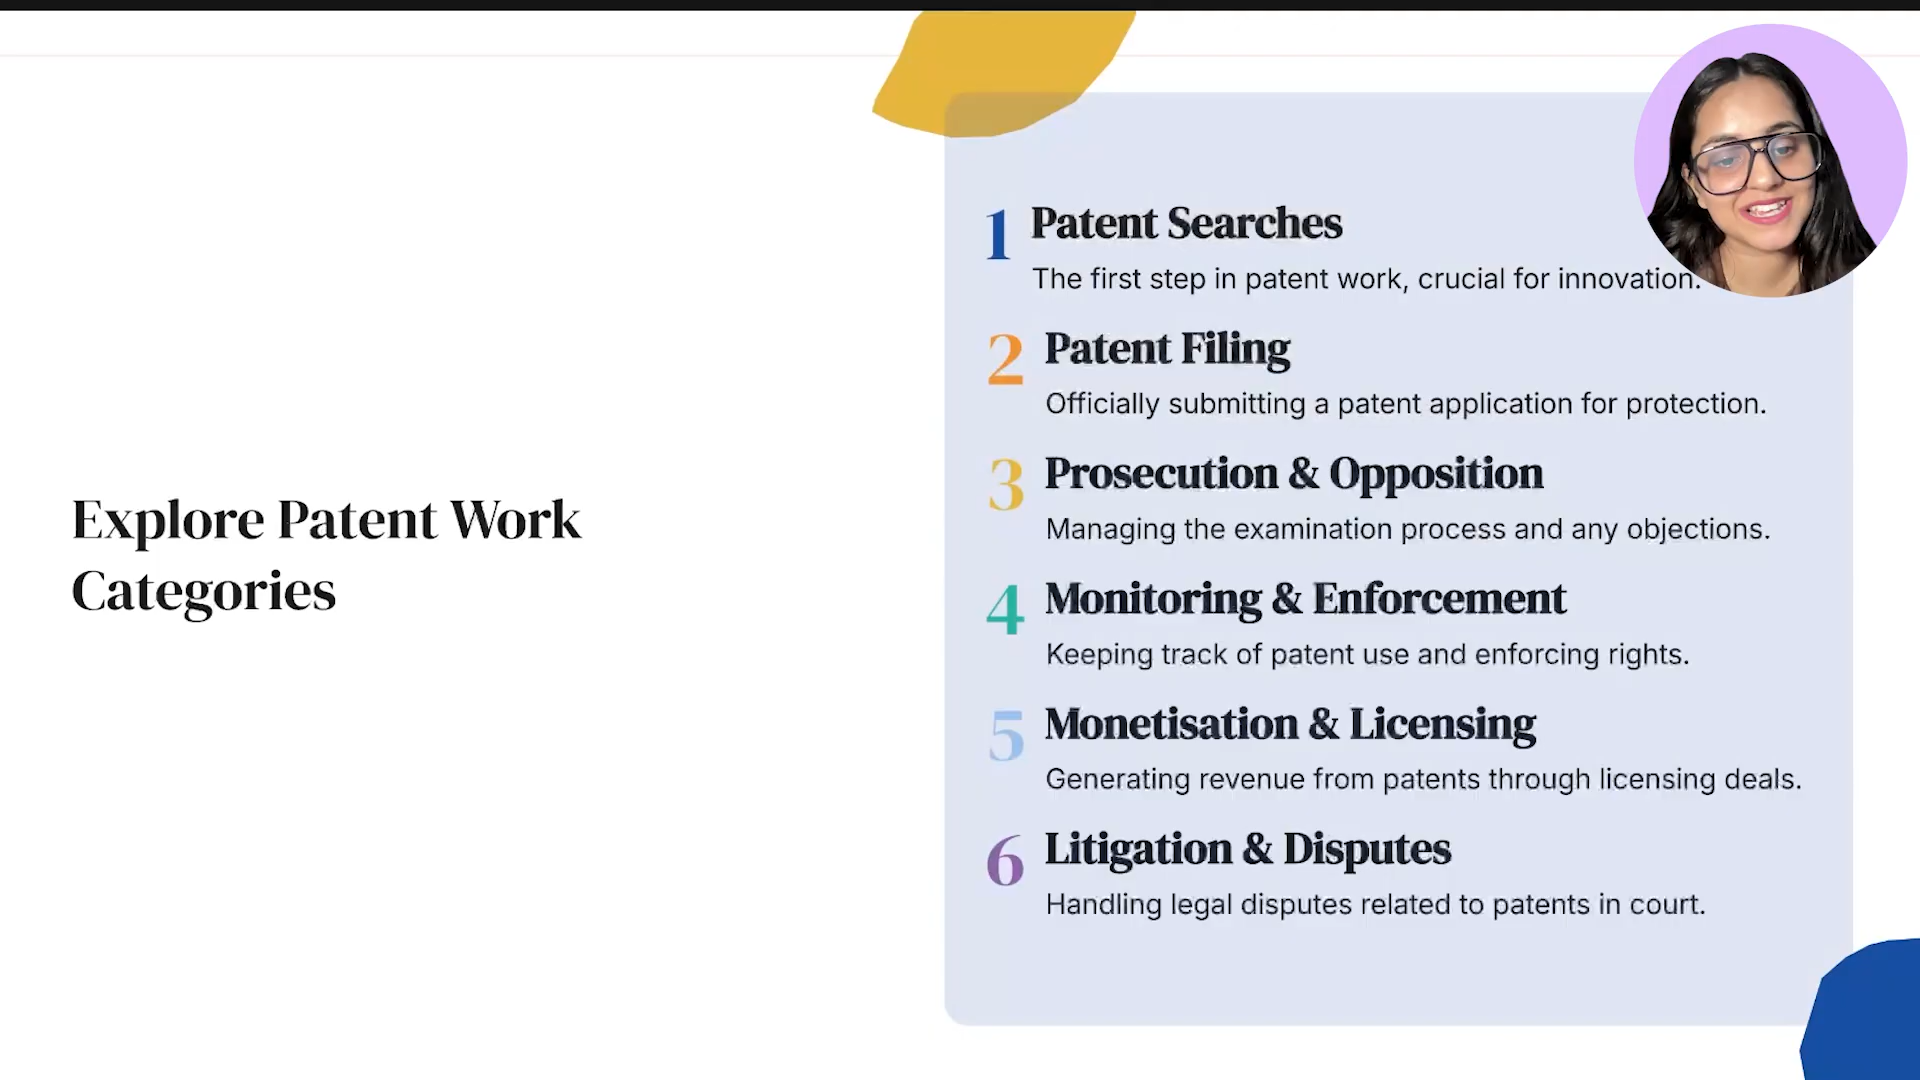 Explore Patent Work
Categories
1 Patent Searches
The first step in patent work, crucial for innovation.
2 Patent Filing
Officially submitting a patent application for protection.
3 Prosecution & Opposition
Managing the examination process and any objections.
4 Monitoring & Enforcement
Keeping track of patent use and enforcing rights.
5 Monetisation & Licensing
Generating revenue from patents through licensing deals.
6 Litigation & Disputes
Handling legal disputes related to patents in court.